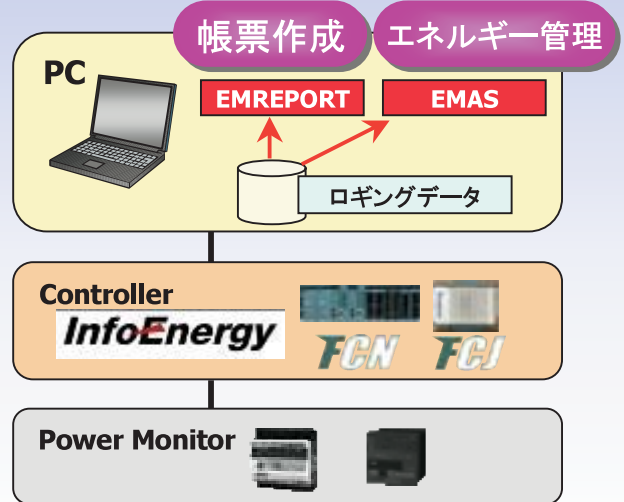 帳票作成
エネルギー管理
PC
EMREPORT
EMAS
ロギングデータ
Controller
InfoEnergy
FCN
FCJ
Power Monitor